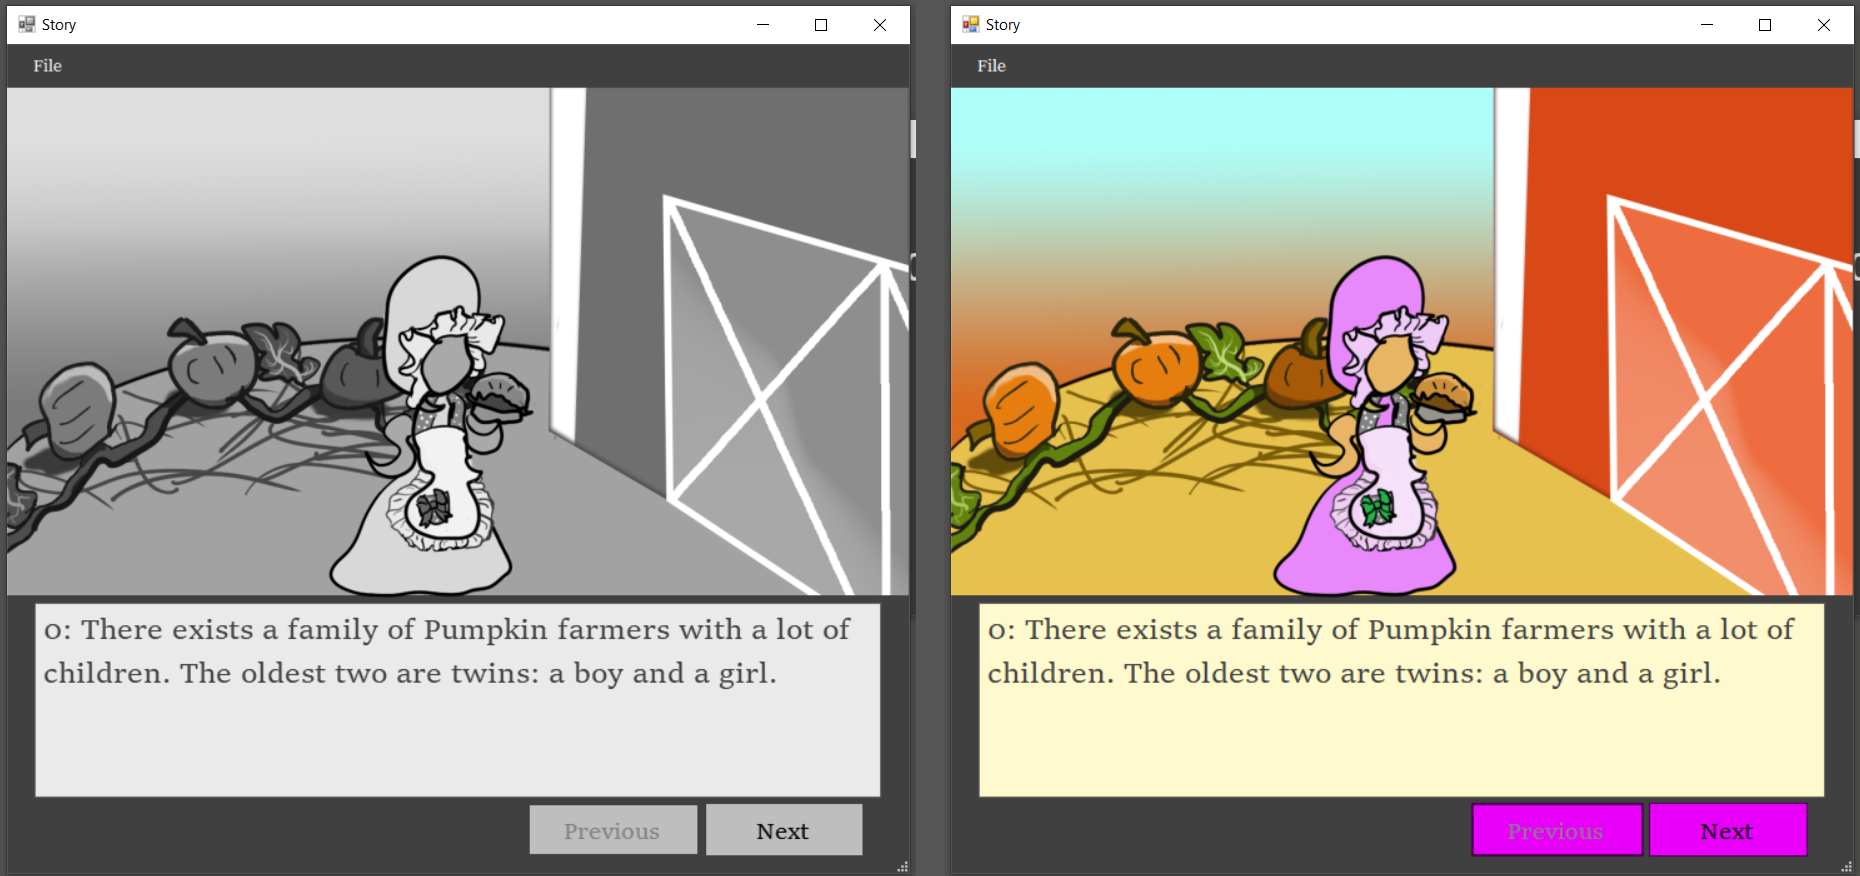 Story
File
0: There exists a family of Pumpkin farmers with a lot of
children. The oldest two are twins: a boy and a girl.
Previous
Next
Story
File
0: There exists a family of Pumpkin farmers with a lot of
children. The oldest two are twins: a boy and a girl.
Previous
Next